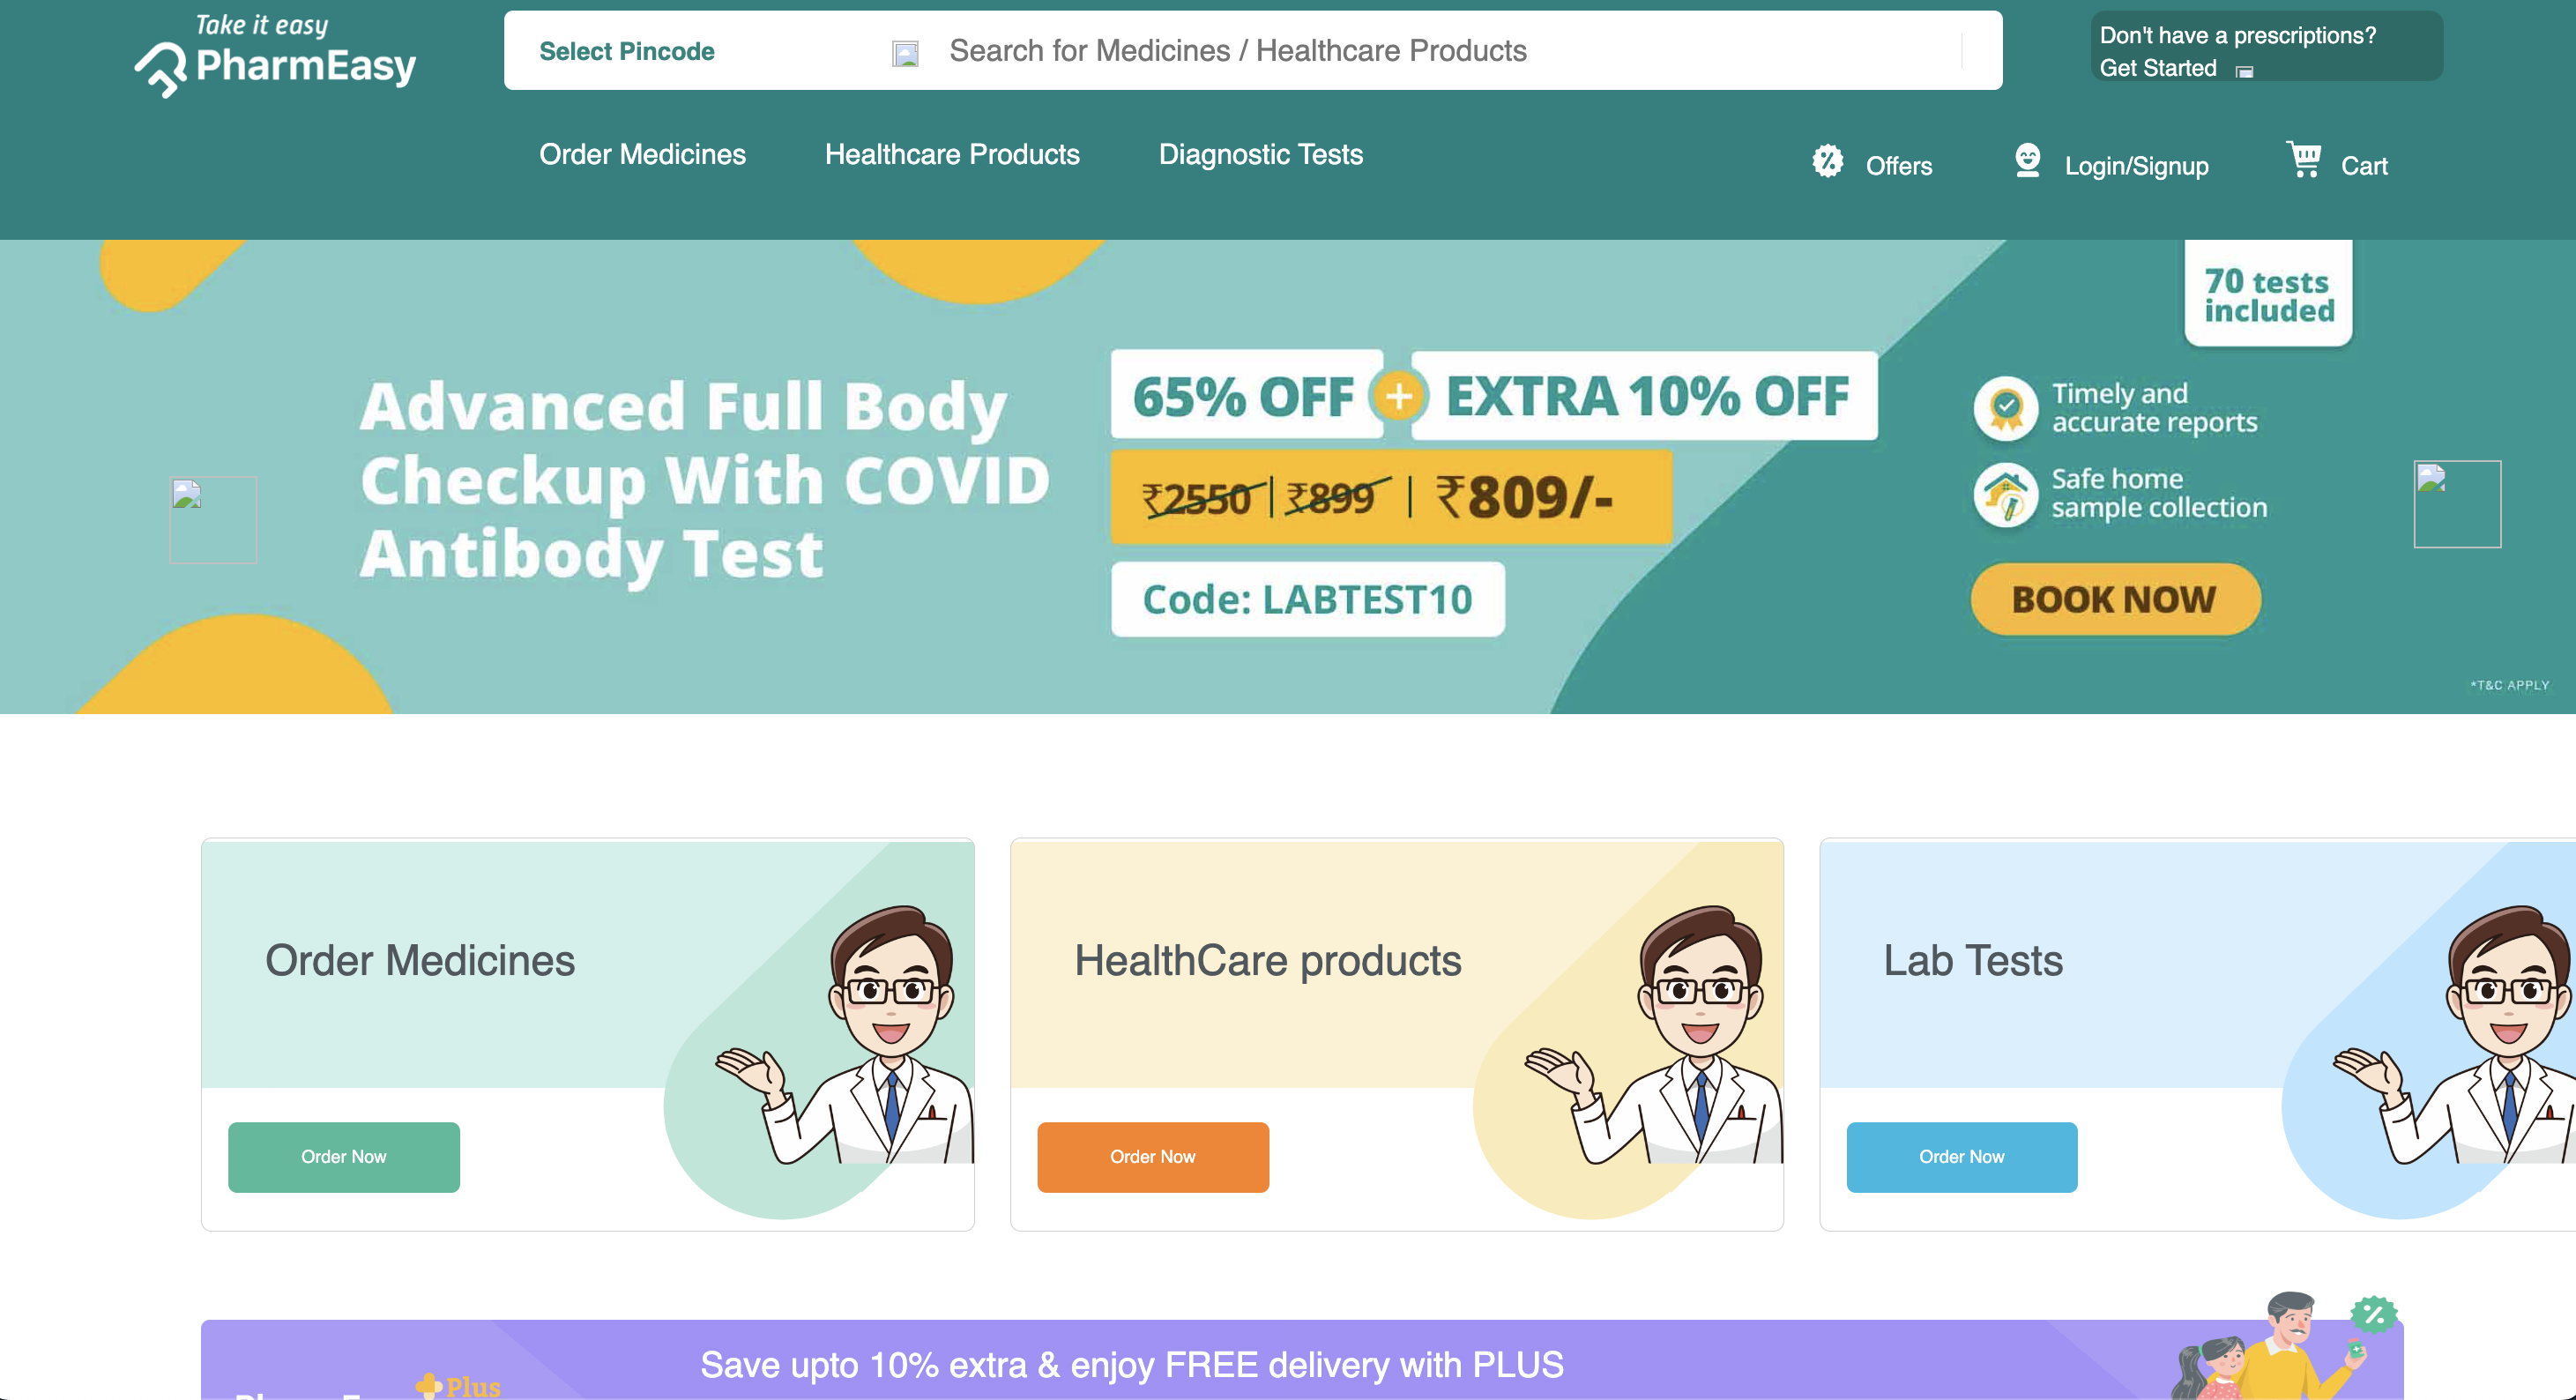 Take it easy
PharmEasy
Select Pincode
Search for Medicines / Healthcare Products
Don't have a prescriptions?
Get Started
Order Medicines
Healthcare Products
Diagnostic Tests
Offers
Login/Signup
Cart
Advanced Full Body
Checkup With COVID
Antibody Test
65% OFF + EXTRA 10% OFF
₹2550 | ₹899 | ₹809/-
Code: LABTEST10
70 tests
included
Timely and
accurate reports
Safe home
sample collection
BOOK NOW
*T&C APPLY
Order Medicines
Order Now
HealthCare products
Order Now
Lab Tests
Order Now
Plus
Save upto 10% extra & enjoy FREE delivery with PLUS